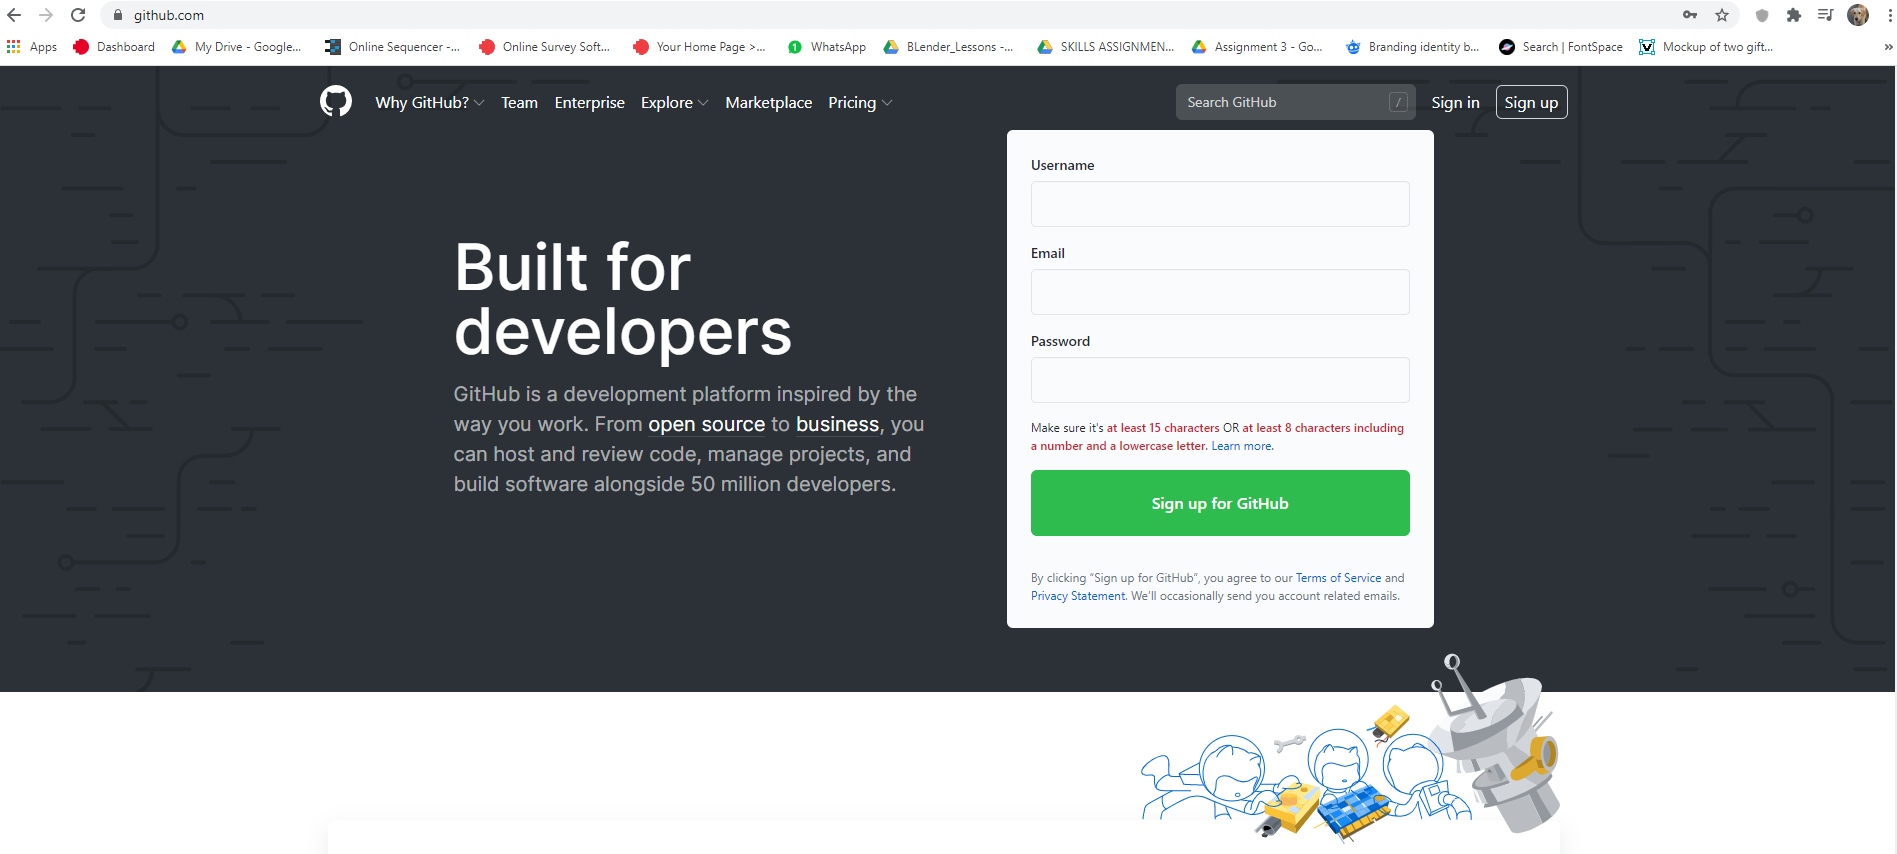 github.com
Apps Dashboard My Drive - Google... Online Sequencer -... Online Survey Soft... Your Home Page >... WhatsApp BLender_Lessons -... SKILLS ASSIGNMEN... Assignment 3 - Go... Branding identity b... Search | FontSpace Mockup of two gift... »
Why GitHub? Team Enterprise Explore Marketplace Pricing Search GitHub / Sign in Sign up
Built for
developers
GitHub is a development platform inspired by the
way you work. From open source to business, you
can host and review code, manage projects, and
build software alongside 50 million developers.
Username
Email
Password
Make sure it's at least 15 characters OR at least 8 characters including
a number and a lowercase letter. Learn more.
Sign up for GitHub
By clicking “Sign up for GitHub”, you agree to our Terms of Service and
Privacy Statement. We’ll occasionally send you account related emails.